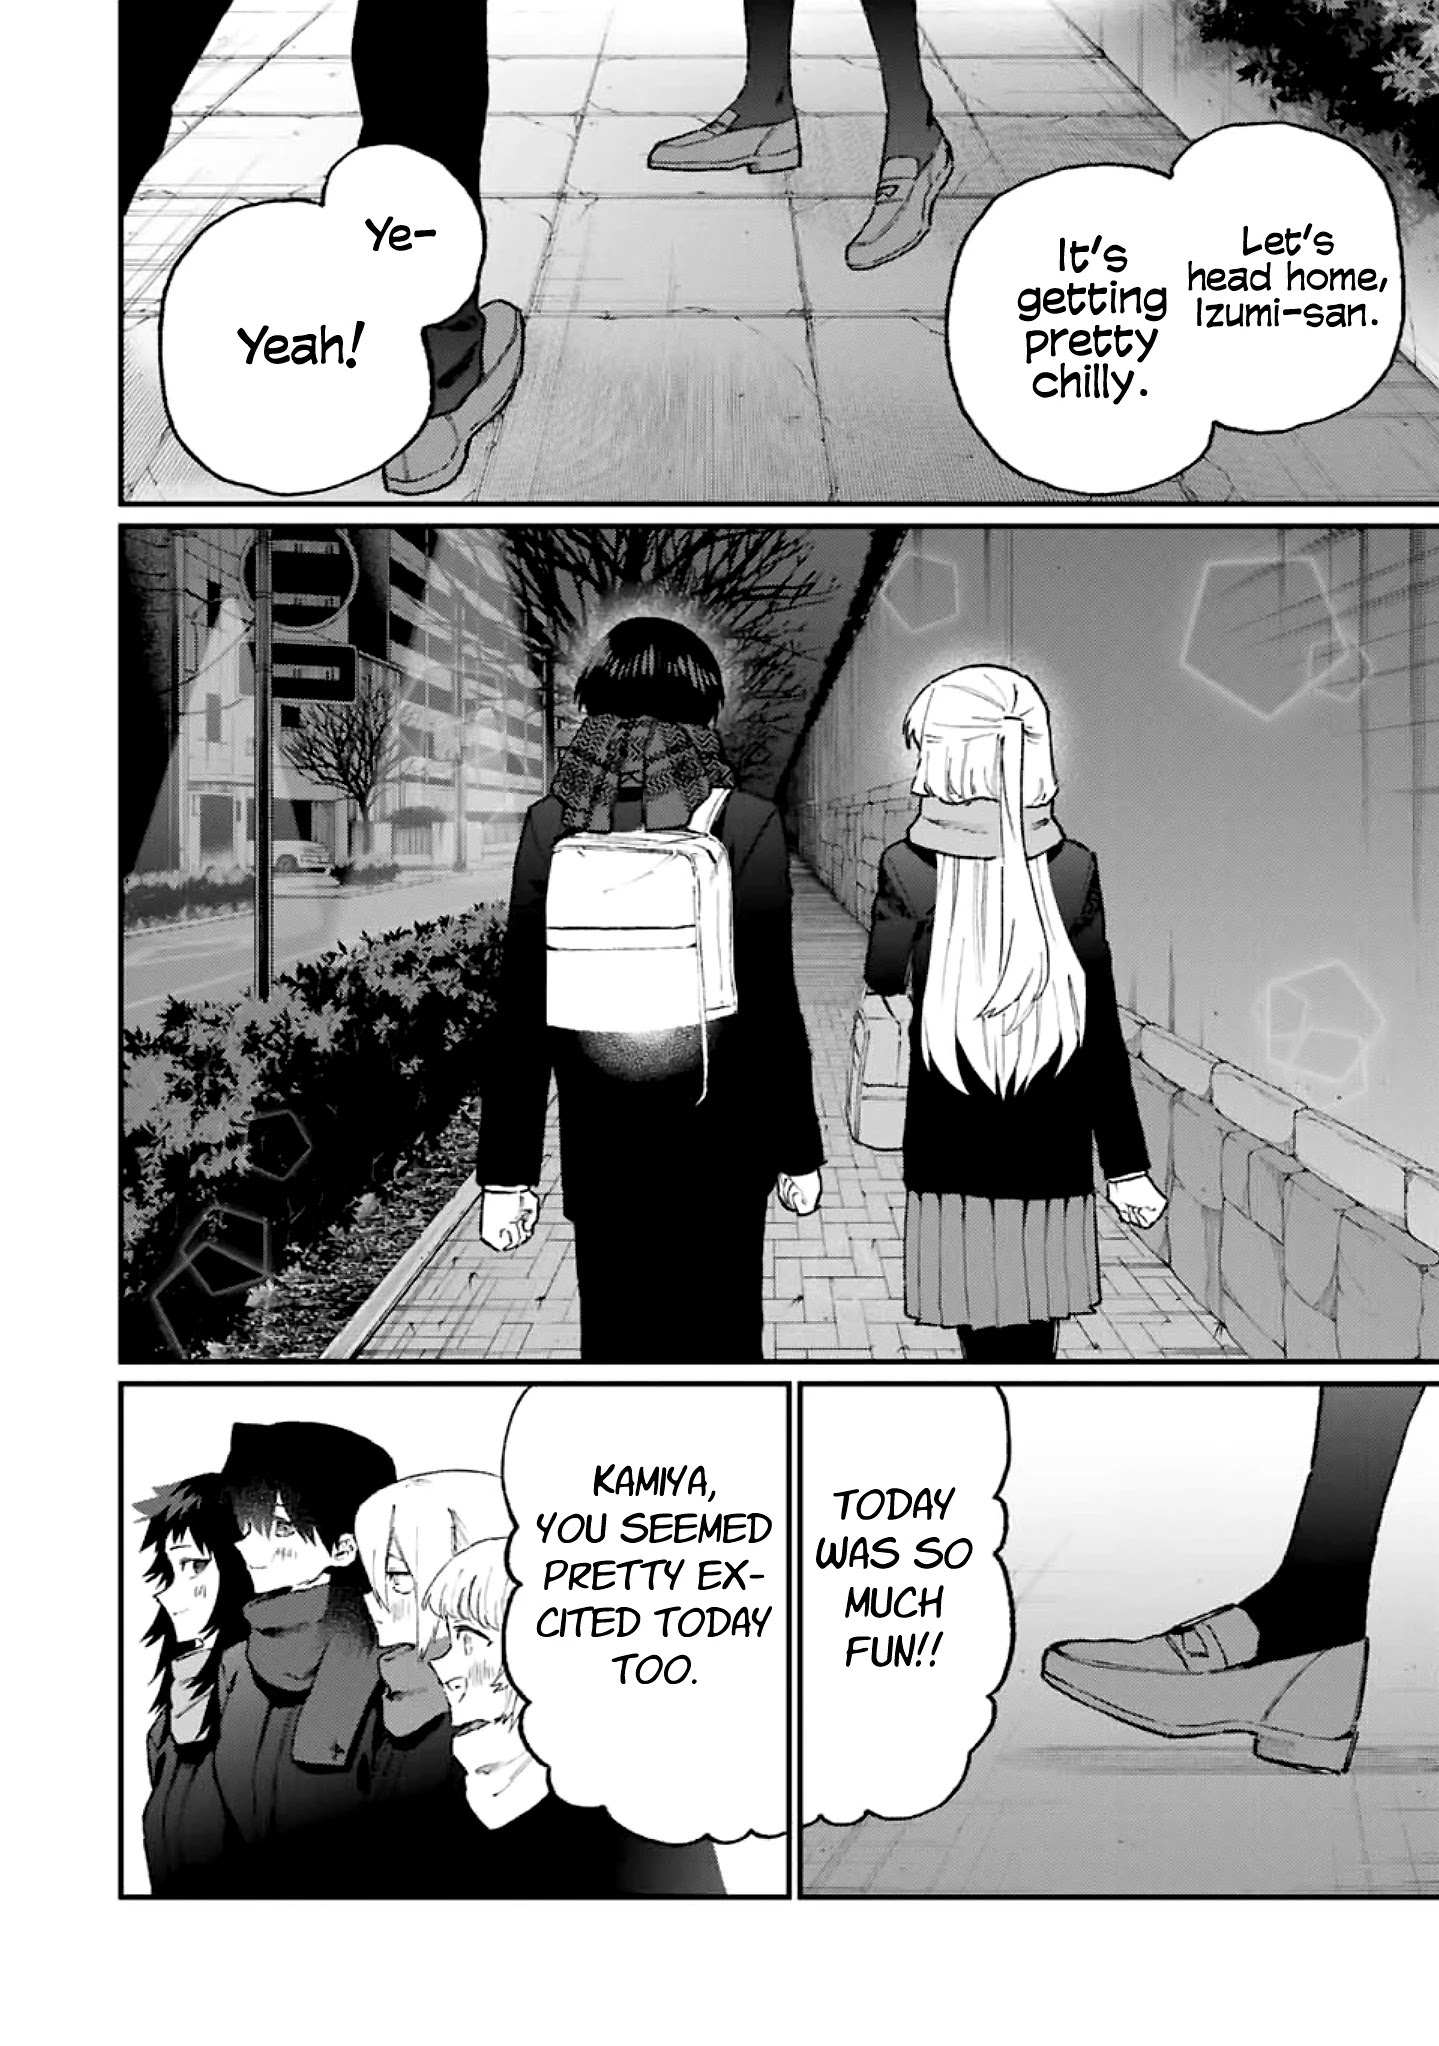 Let's
head home,
Izumi-san.
It's
getting
pretty
chilly.
Ye-
Yeah!
TODAY
WAS SO
MUCH
FUN!!
KAMIYA,
YOU SEEMED
PRETTY EX-
CITED TODAY
TOO.